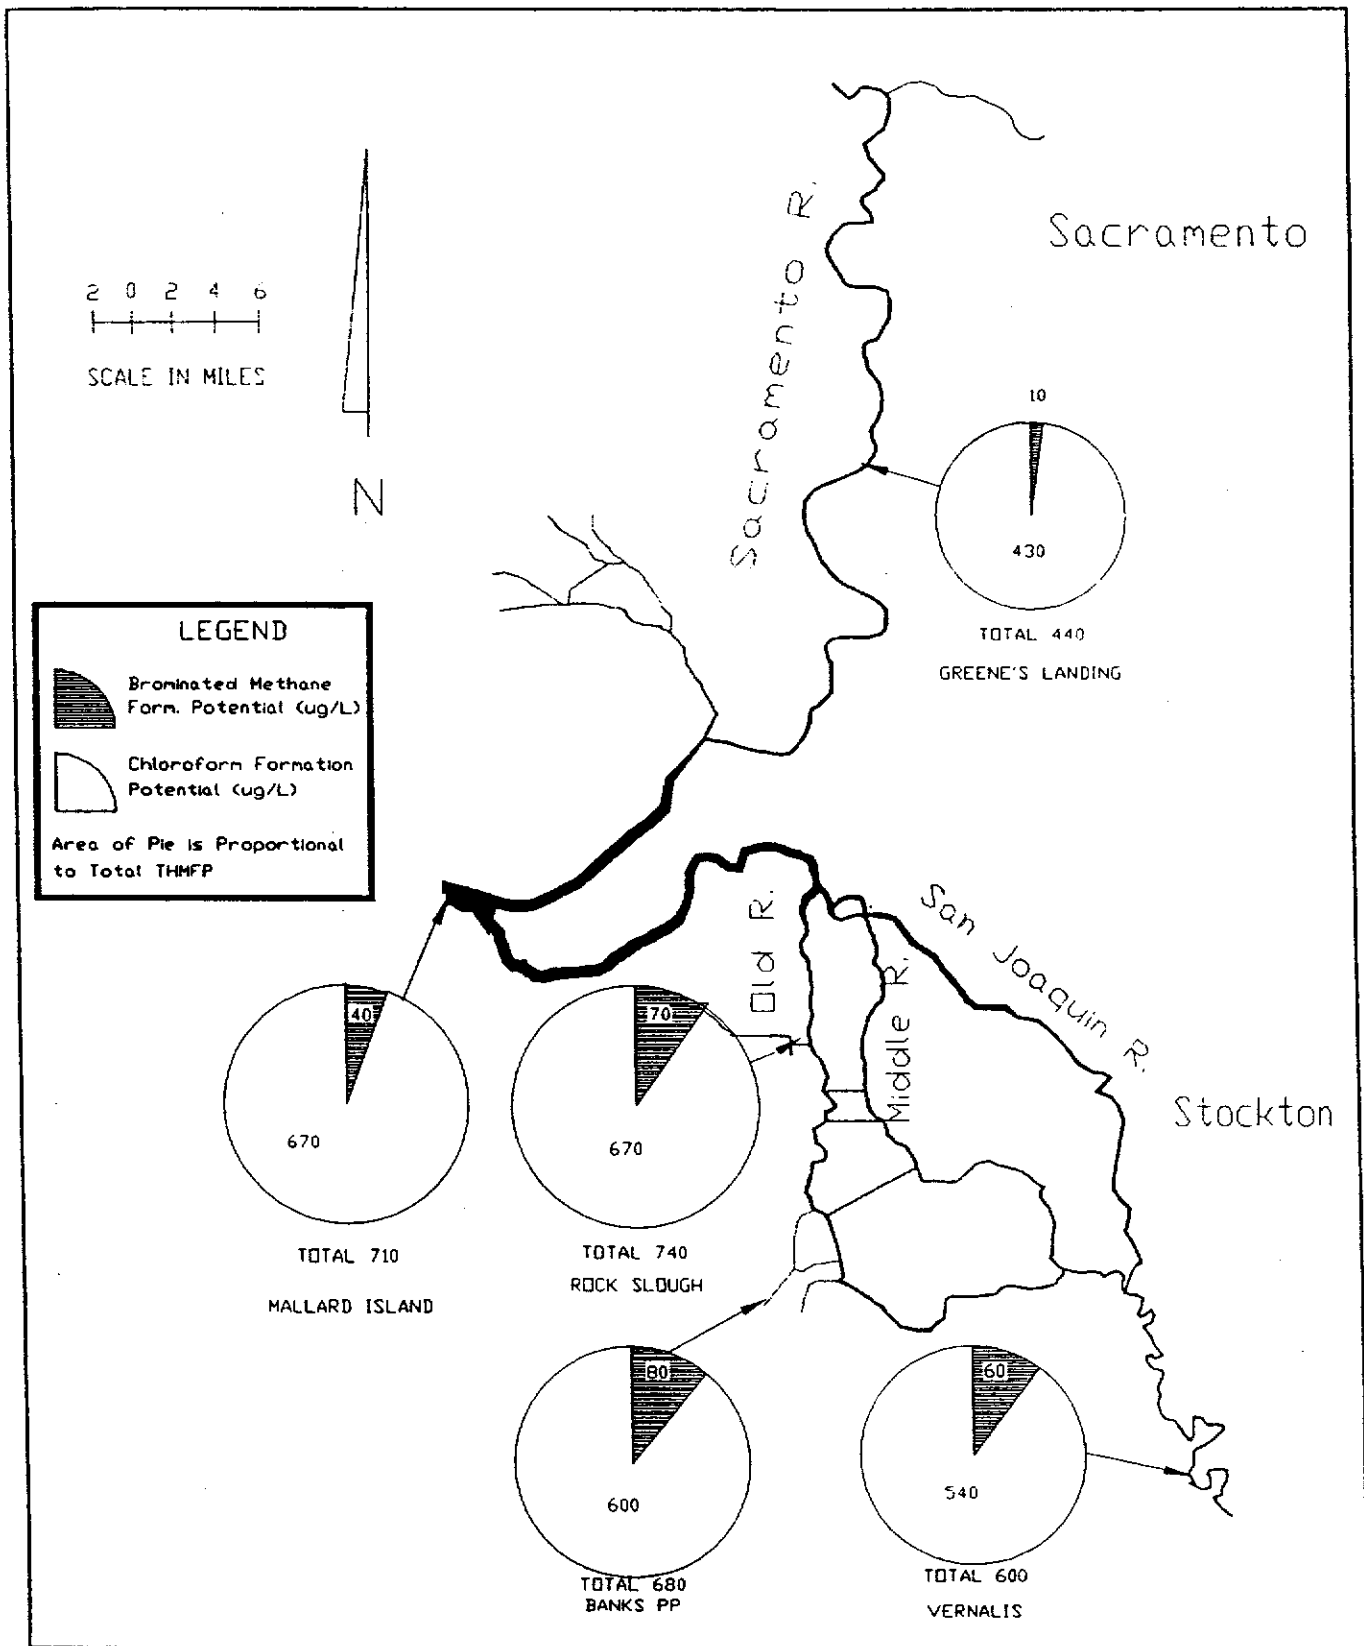 Sacramento R.
Sacramento
2 0 2 4 6
SCALE IN MILES
N
10
430
TOTAL 440
GREENE'S LANDING
LEGEND
Brominated Methane
Form. Potential (ug/L)
Chloroform Formation
Potential (ug/L)
Area of Pie is Proportional
to Total THMFP
Old R.
Middle R.
San Joaquin R.
Stockton
40
670
TOTAL 710
MALLARD ISLAND
70
670
TOTAL 740
ROCK SLOUGH
80
600
TOTAL 680
BANKS PP
60
540
TOTAL 600
VERNALIS